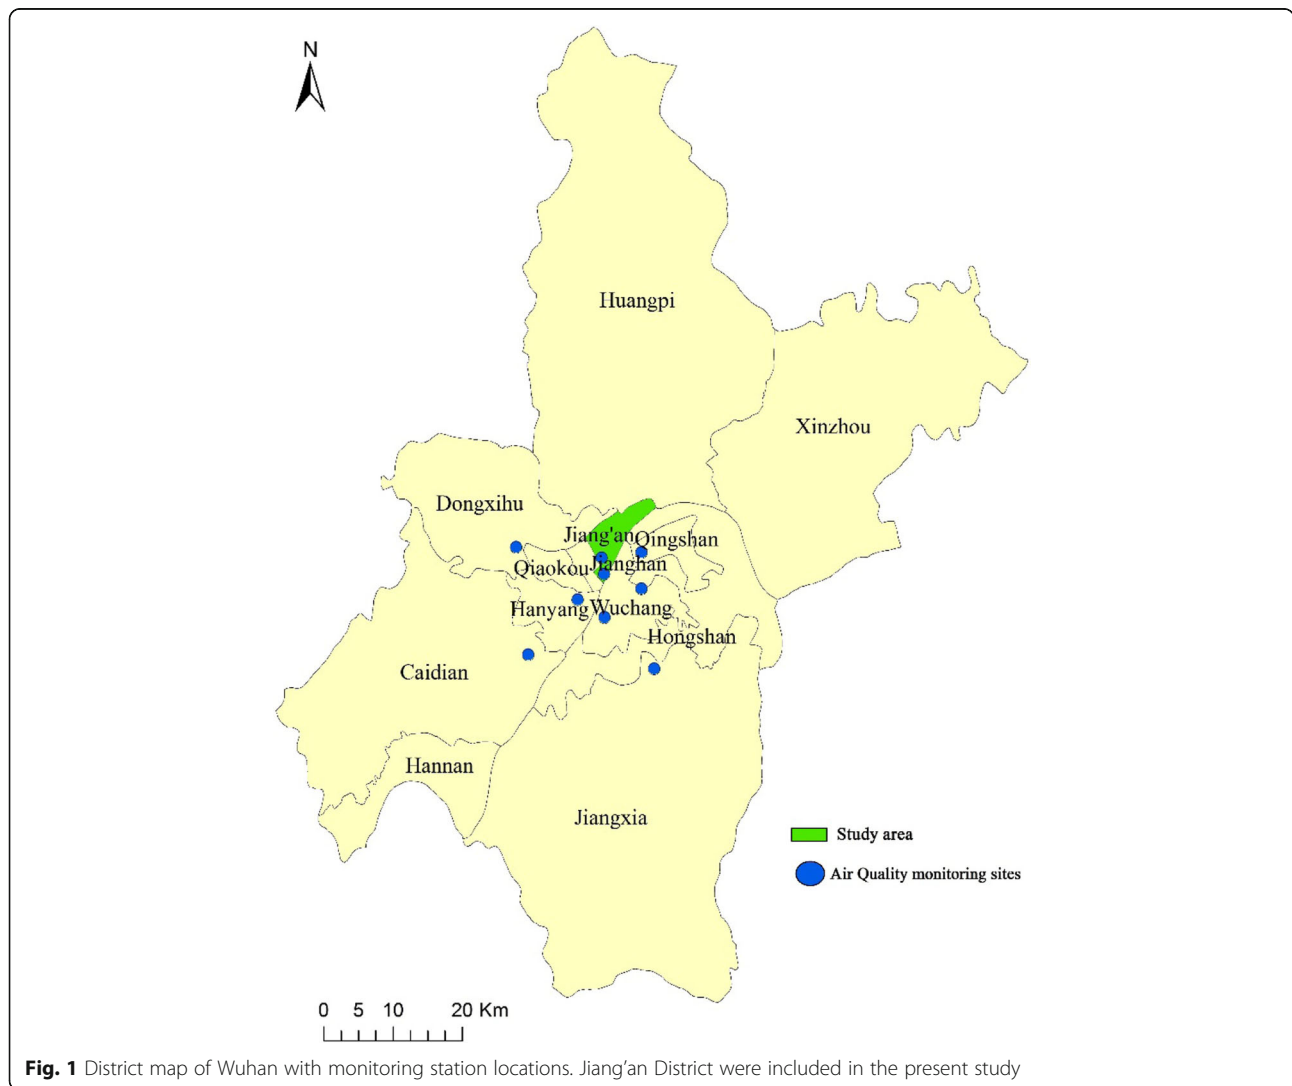 N
Huangpi
Xinzhou
Dongxihu
Jiang'an
Qingshan
Qiaokou
Jianghan
Hanyang
Wuchang
Hongshan
Caidian
Hannan
Jiangxia
Study area
Air Quality monitoring sites
0 5 10 20 Km
Fig. 1 District map of Wuhan with monitoring station locations. Jiang’an District were included in the present study